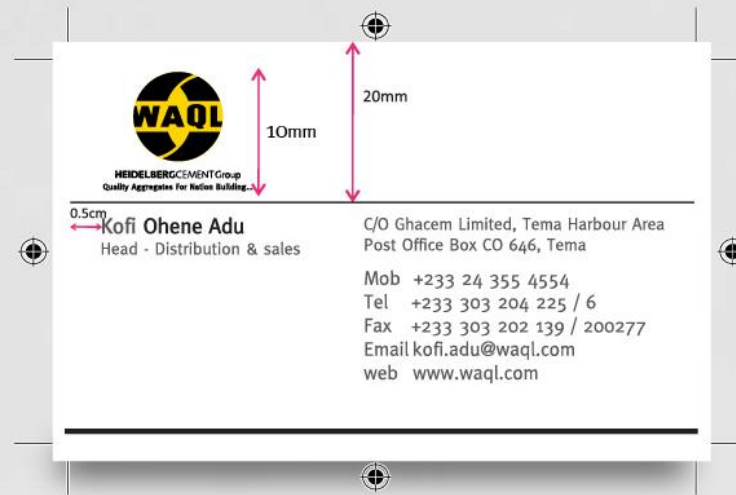 WAQL
HEIDELBERGCEMENTGroup
Quality Aggregates For Nation Building...
10mm
20mm
0.5cm
Kofi Ohene Adu
Head - Distribution & sales
C/O Ghacem Limited, Tema Harbour Area
Post Office Box CO 646, Tema
Mob +233 24 355 4554
Tel +233 303 204 225 / 6
Fax +233 303 202 139 / 200277
Email kofi.adu@waql.com
web www.waql.com